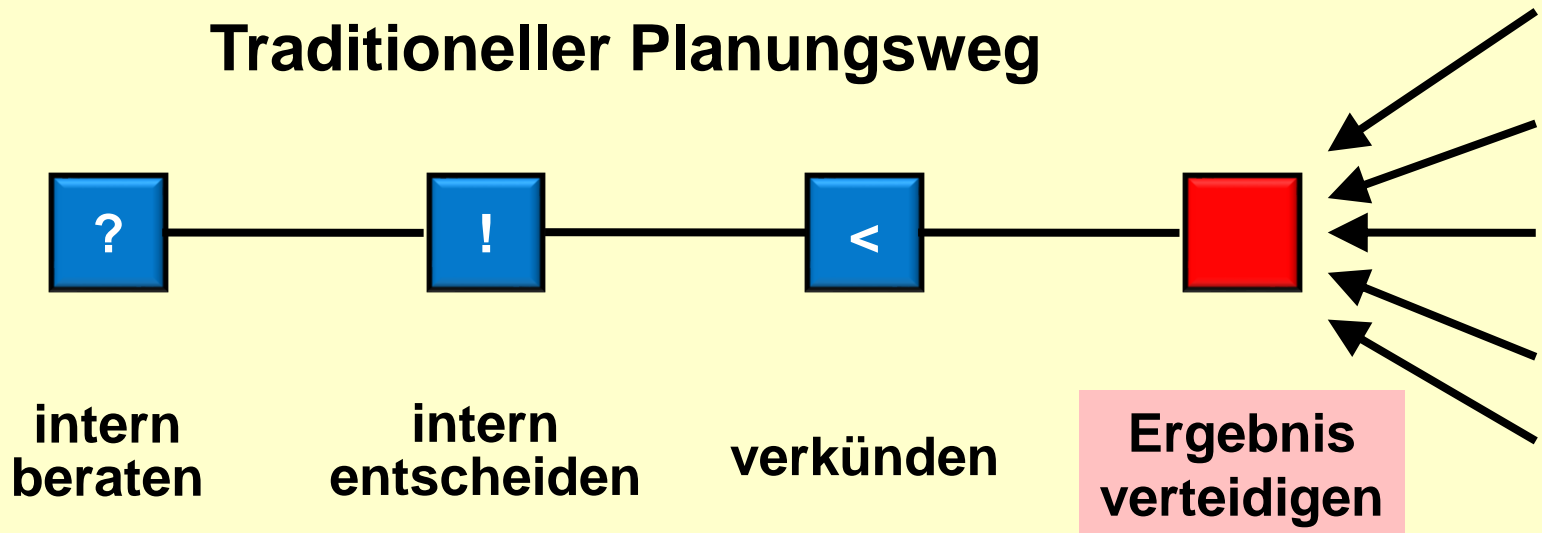 Traditioneller Planungsweg
?
!
<
intern
beraten
intern
entscheiden
verkünden
Ergebnis
verteidigen